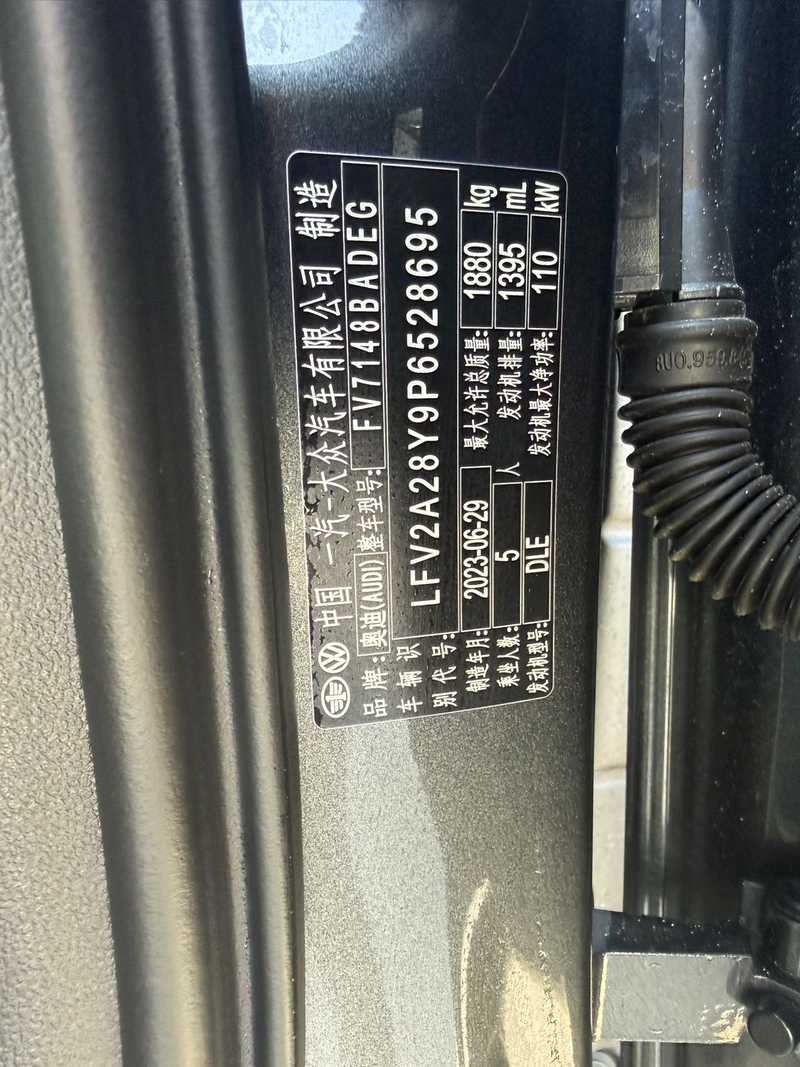 中国 一汽-大众汽车有限公司 制造
品牌: 奥迪(AUDI) 整车型号: FV7148BADEG
车辆识别代号: LFV2A28Y9P6528695
制造年月: 2023-06-29 最大允许总质量: 1880 kg
乘坐人数: 5 人 发动机排量: 1395 mL
发动机型号: DLE 发动机最大净功率: 110 kW
8U0.959